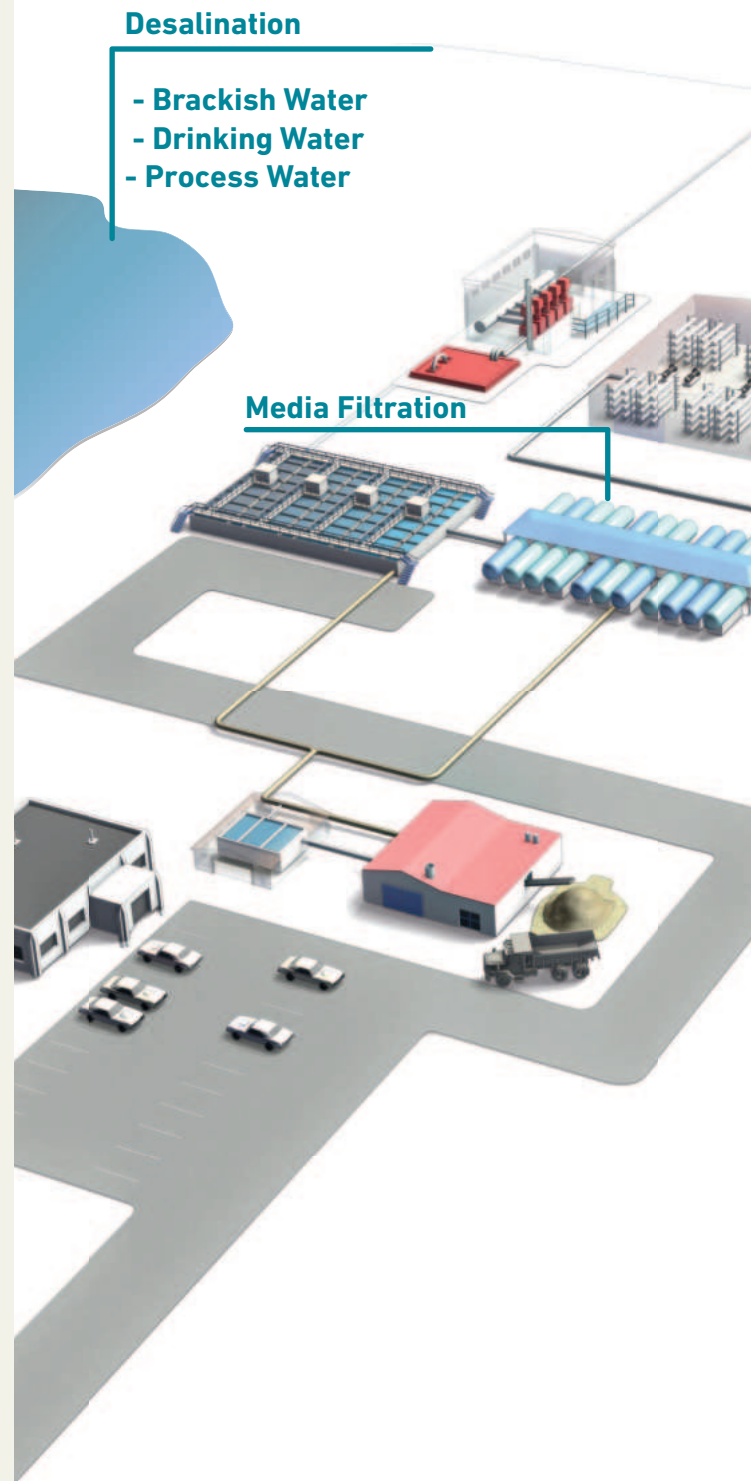 Desalination
- Brackish Water
- Drinking Water
- Process Water
Media Filtration